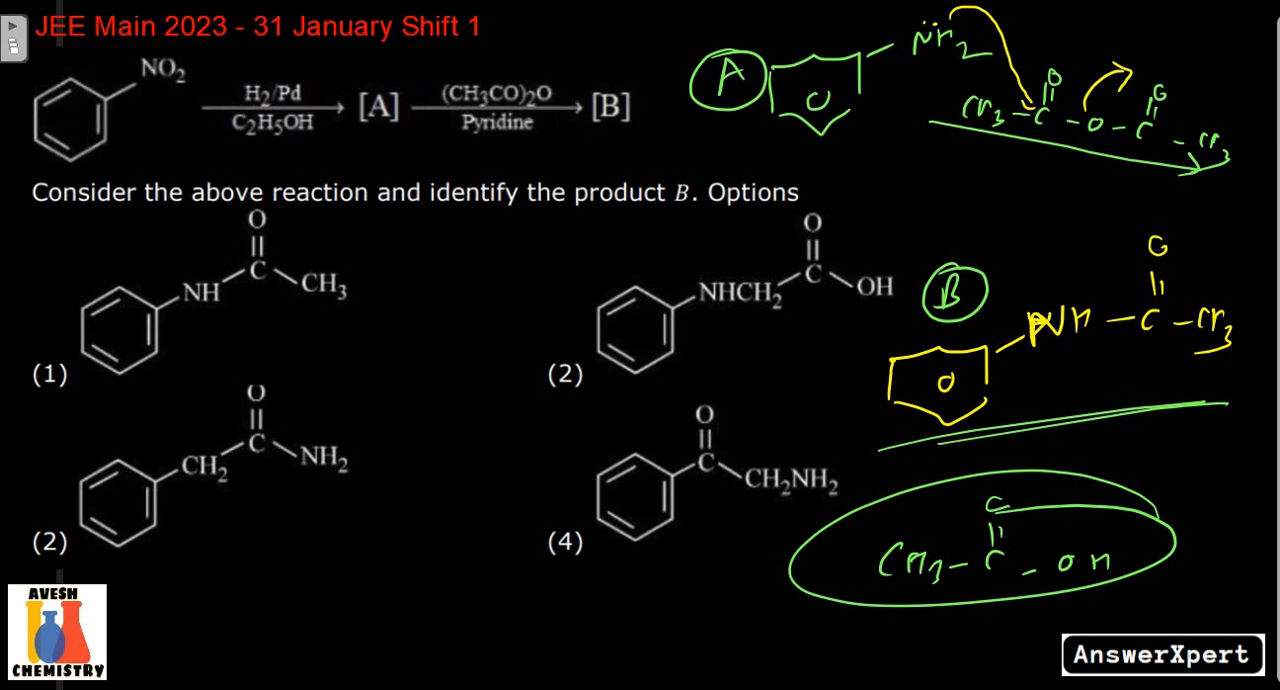 JEE Main 2023 - 31 January Shift 1
NO2
H2/Pd
C2H5OH
[A]
(CH3CO)2O
Pyridine
[B]
Consider the above reaction and identify the product B. Options
O
C
NH
CH3
(1)
O
C
NHCH2
OH
(2)
O
C
CH2
NH2
(2)
O
C
CH2NH2
(4)
A
NH2
O
O
CH3 - C - O - C - CH3
B
O
NH - C - CH3
CH3 - C - OH
AVESH
CHEMISTRY
AnswerXpert